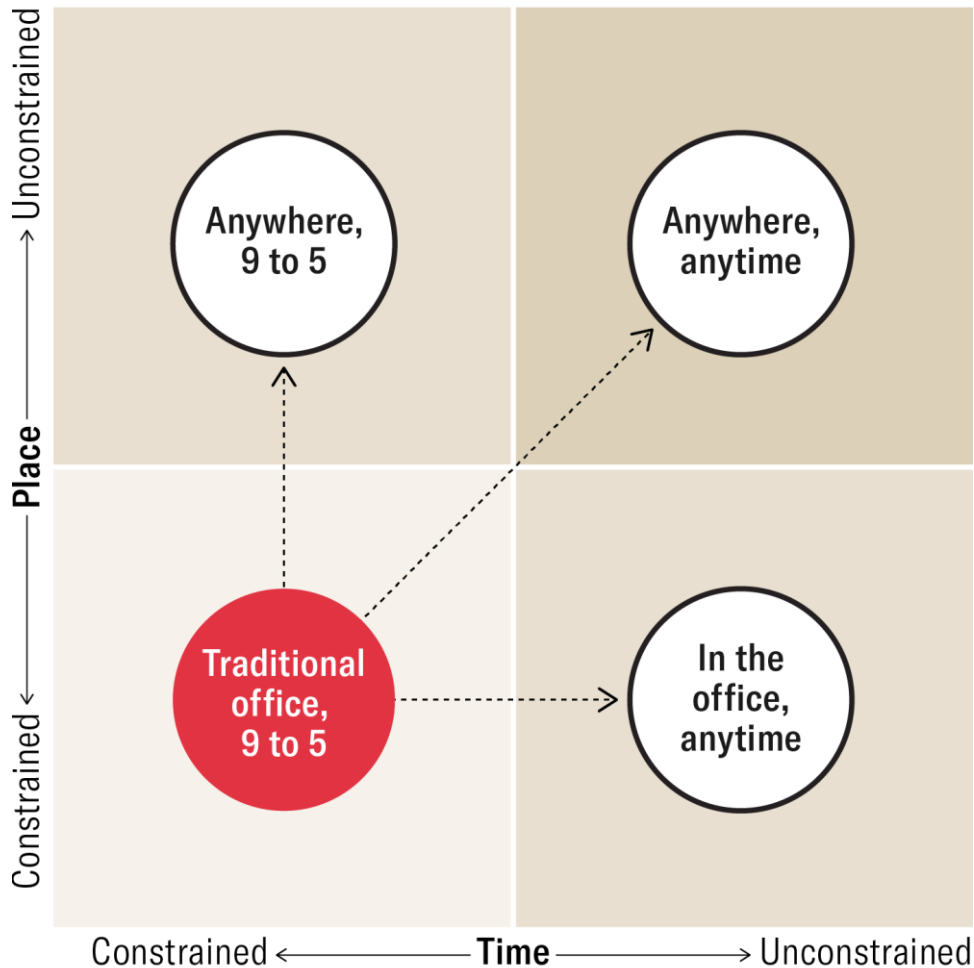 Unconstrained
Place
Constrained
Anywhere,
9 to 5
Anywhere,
anytime
Traditional
office,
9 to 5
In the
office,
anytime
Constrained
Time
Unconstrained